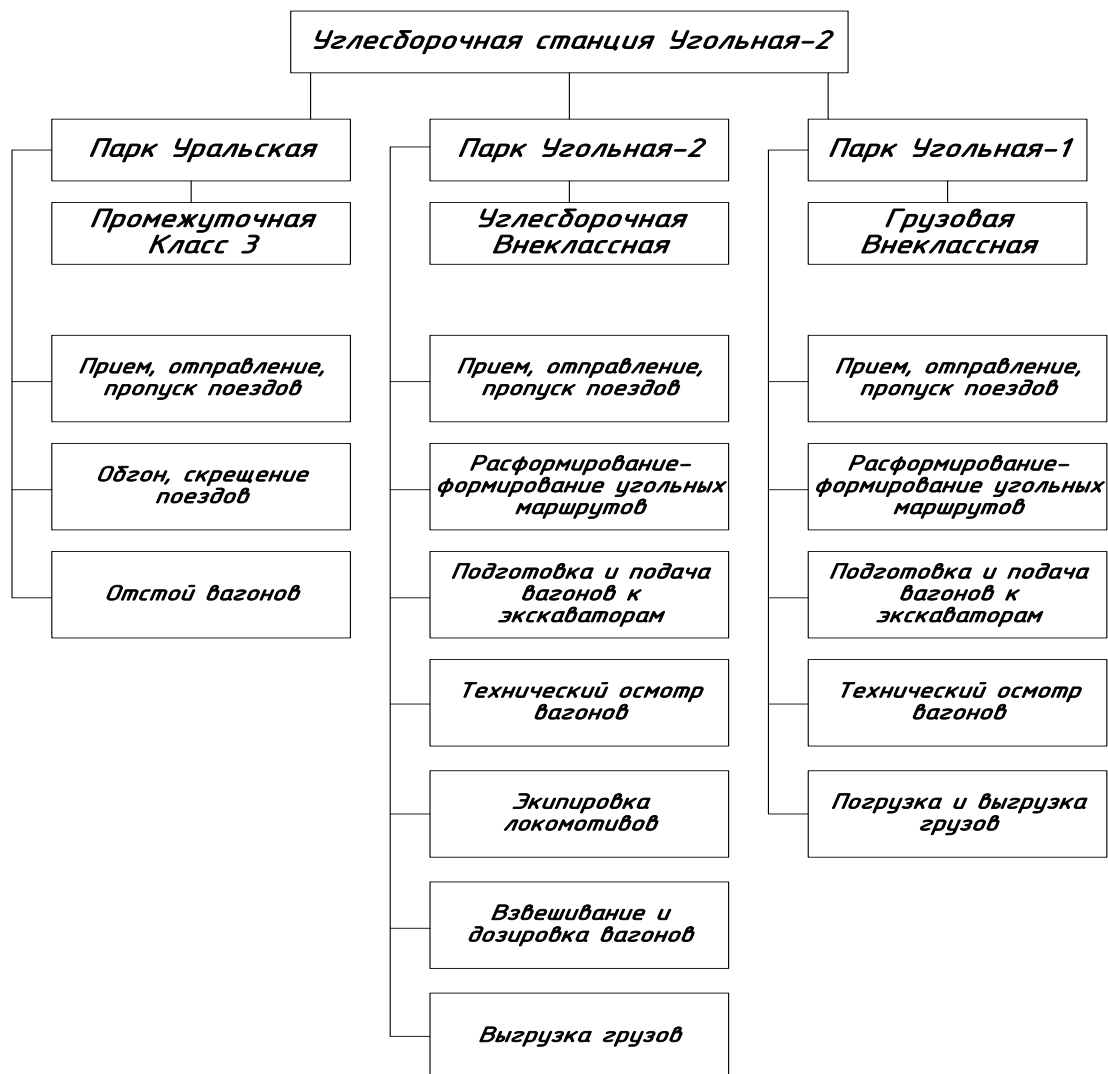 Углесборочная станция Угольная-2
Парк Уральская
Парк Угольная-2
Парк Угольная-1
Промежуточная
Класс 3
Углесборочная
Внеклассная
Грузовая
Внеклассная
Прием, отправление,
пропуск поездов
Прием, отправление,
пропуск поездов
Прием, отправление,
пропуск поездов
Обгон, скрещение
поездов
Расформирование-
формирование угольных
маршрутов
Расформирование-
формирование угольных
маршрутов
Отстой вагонов
Подготовка и подача
вагонов к
экскаваторам
Подготовка и подача
вагонов к
экскаваторам
Технический осмотр
вагонов
Технический осмотр
вагонов
Экипировка
локомотивов
Погрузка и выгрузка
грузов
Взвешивание и
дозировка вагонов
Выгрузка грузов